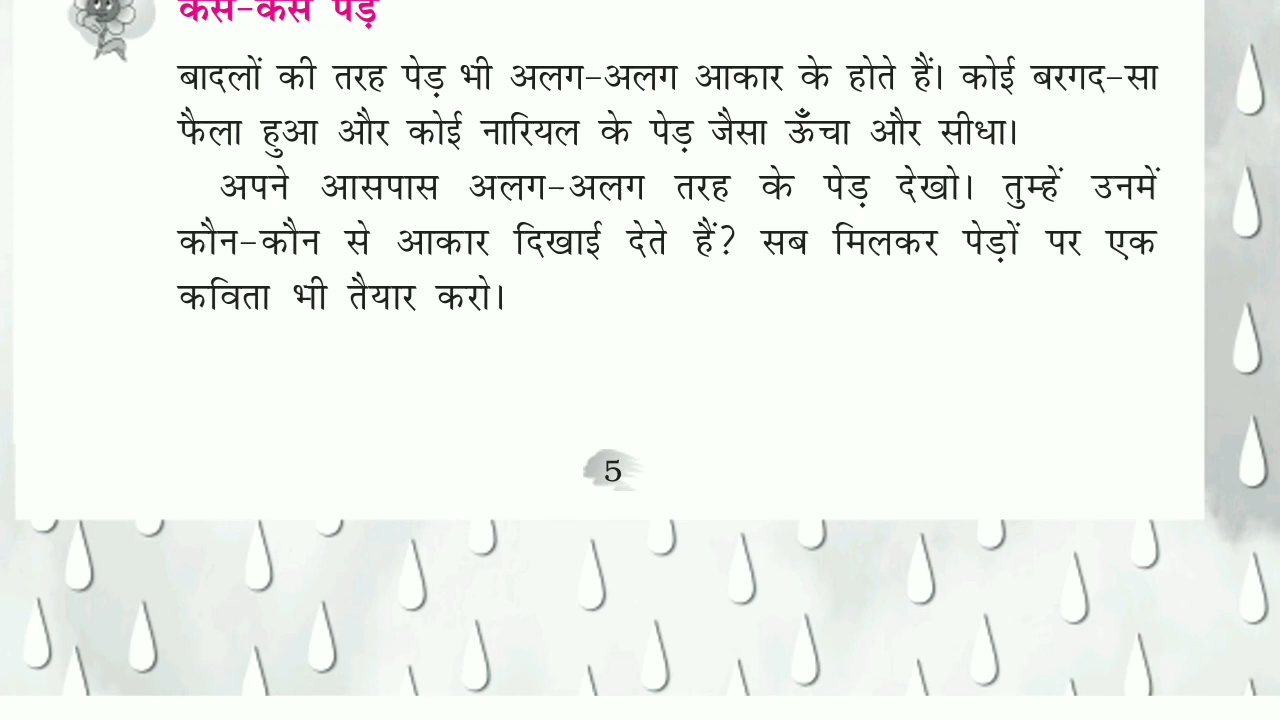 कैसे-कैसे पेड़
बादलों की तरह पेड़ भी अलग-अलग आकार के होते हैं। कोई बरगद-सा
फैला हुआ और कोई नारियल के पेड़ जैसा ऊँचा और सीधा।
अपने आसपास अलग-अलग तरह के पेड़ देखो। तुम्हें उनमें
कौन-कौन से आकार दिखाई देते हैं? सब मिलकर पेड़ों पर एक
कविता भी तैयार करो।
5